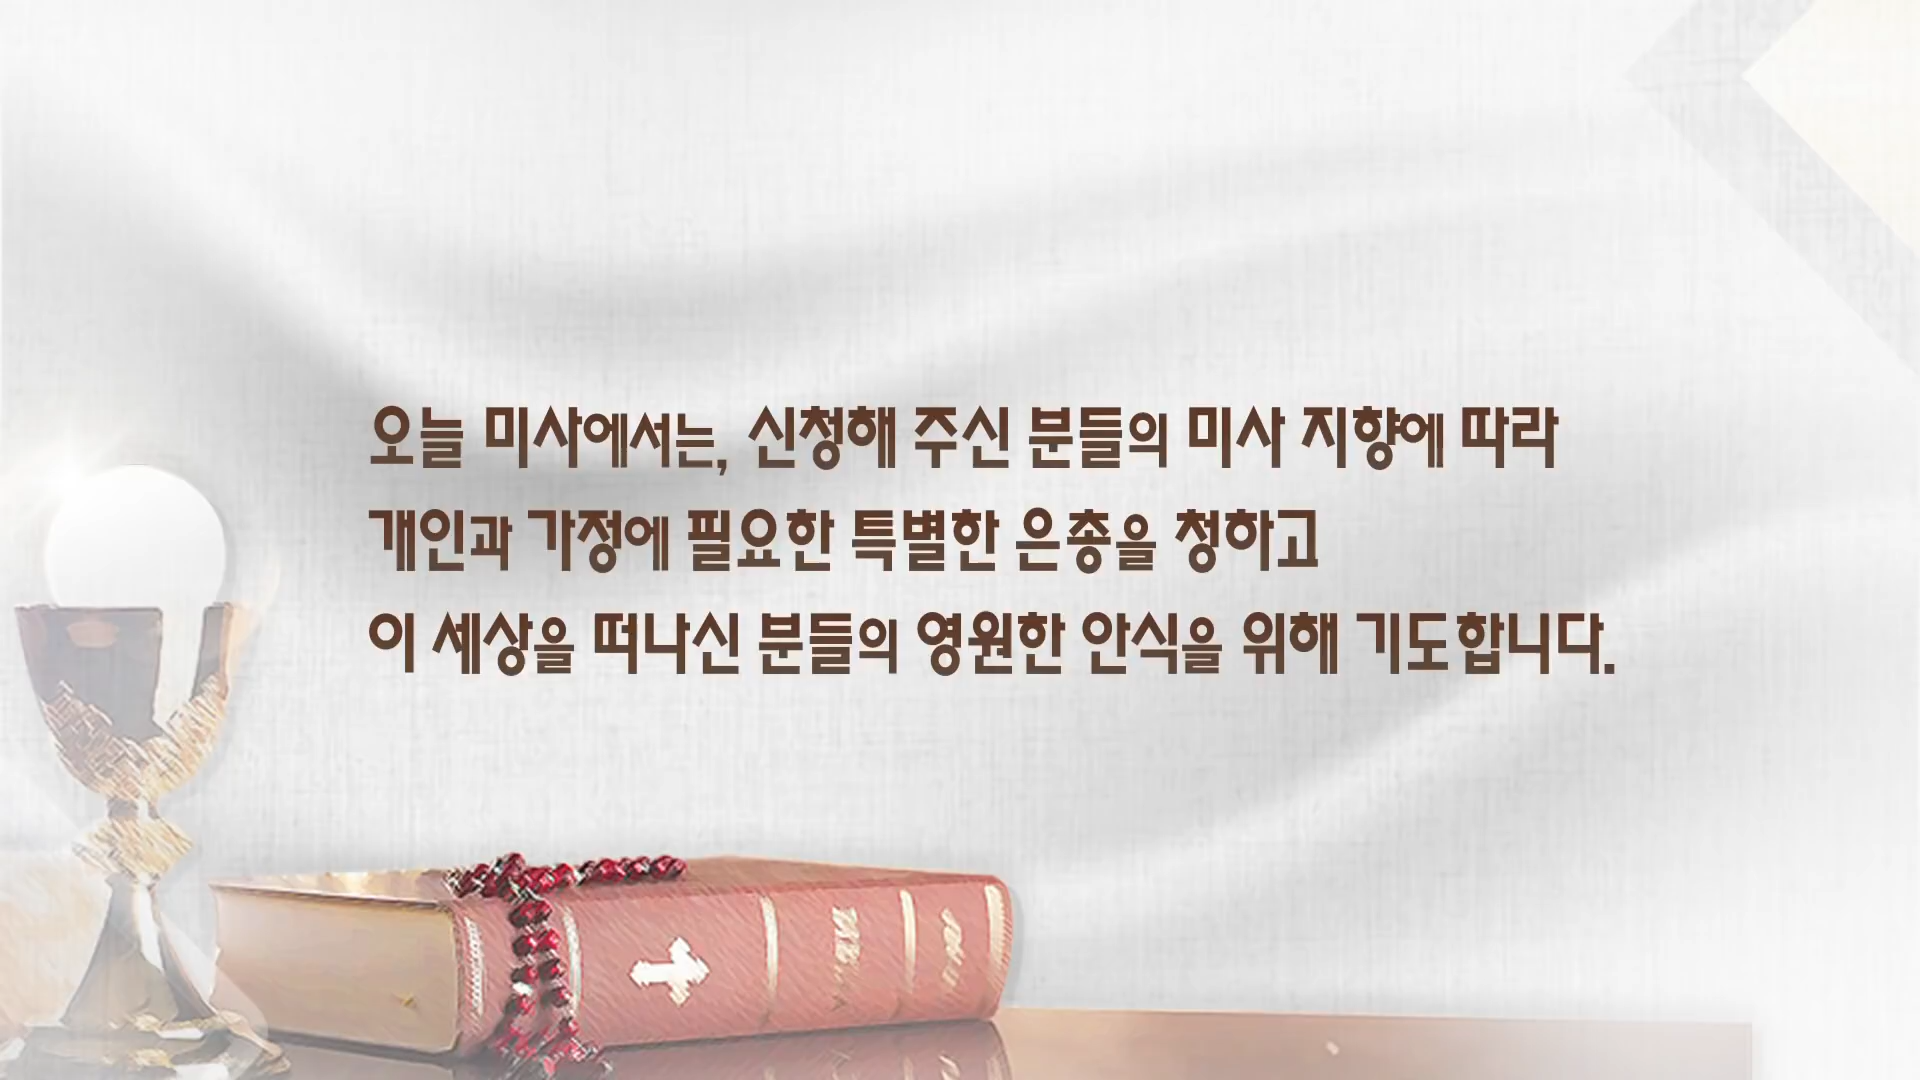 오늘 미사에서는, 신청해 주신 분들의 미사 지향에 따라
개인과 가정에 필요한 특별한 은총을 청하고
이 세상을 떠나신 분들의 영원한 안식을 위해 기도합니다.